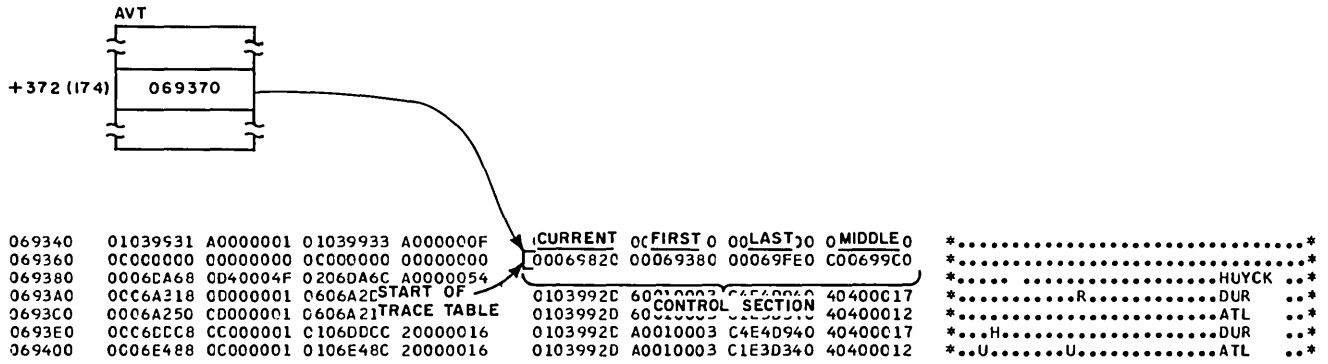 AVT
+372 (174) 069370
069340 01039931 A0000001 01039933 A000000F CURRENT FIRST LAST MIDDLE *..............................*
069360 0C0C0000 00000000 0C000000 00000000 00069820 00069380 00069FE0 C00699C0 *..............................*
069380 0006DA68 0D40004F 0206DA6C A0000054 HUYCK
START OF TRACE TABLE
CONTROL SECTION
0693A0 00C6A318 0D000001 0606A2D 0103992D 40400017 R DUR
0693C0 0006A250 CD000001 0606A21 0103992D 40400012 ATL
0693E0 0CC6DDC8 CC000001 C106DDCC 20000016 0103992D A0010003 C4E4D940 40400017 H DUR
069400 0C06E488 0C000001 0106E48C 20000016 0103992D A0010003 C1E3D340 40400012 U U ATL